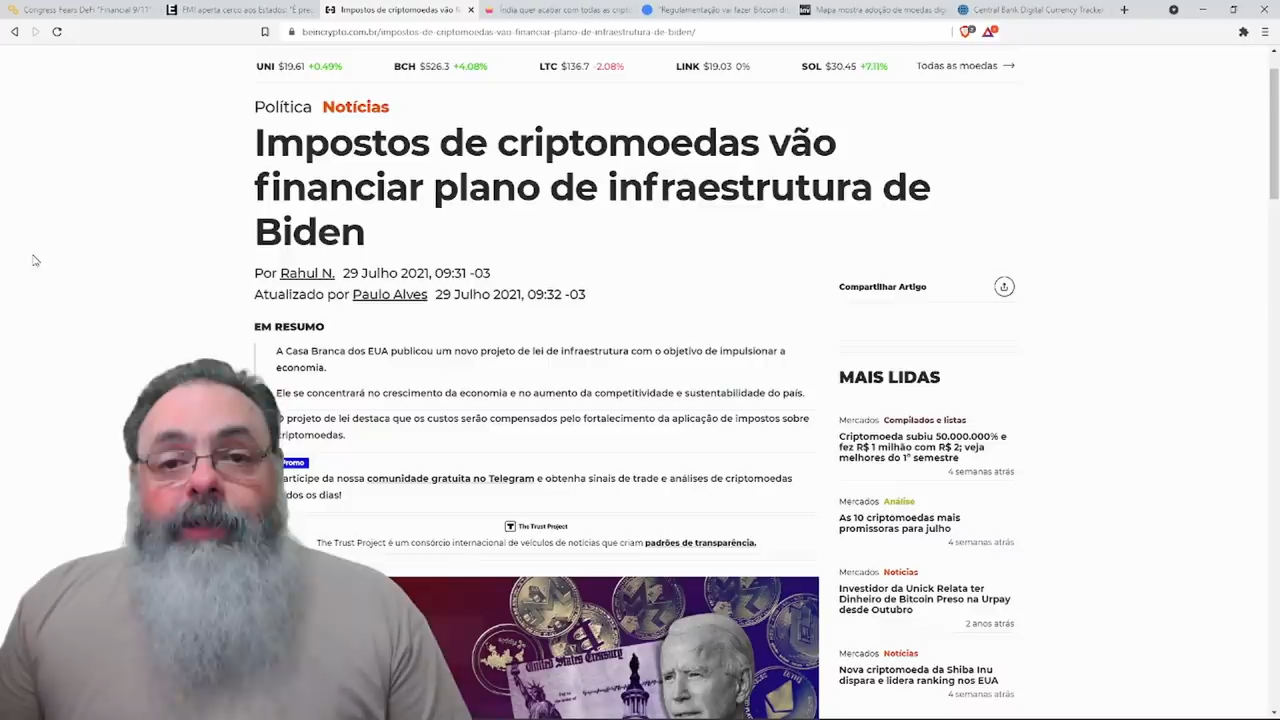 Congress Fears DeFi "Financial 9/11"
FMI aperta cerco aos Estados: "É pre
Impostos de criptomoedas vão f
Índia quer acabar com todas as cripto
"Regulamentação vai fazer Bitcoin di
Mapa mostra adoção de moedas digi
Central Bank Digital Currency Tracker
beincrypto.com.br/impostos-de-criptomoedas-vao-financiar-plano-de-infraestrutura-de-biden/
UNI $19.61 +0.49% BCH $526.3 +4.08% LTC $136.7 -2.08% LINK $19.03 0% SOL $30.45 +7.11% Todas as moedas →
Política Notícias
Impostos de criptomoedas vão
financiar plano de infraestrutura de
Biden
Por Rahul N. 29 Julho 2021, 09:31 -03
Atualizado por Paulo Alves 29 Julho 2021, 09:32 -03
Compartilhar Artigo
EM RESUMO
A Casa Branca dos EUA publicou um novo projeto de lei de infraestrutura com o objetivo de impulsionar a
economia.
Ele se concentrará no crescimento da economia e no aumento da competitividade e sustentabilidade do país.
projeto de lei destaca que os custos serão compensados pelo fortalecimento da aplicação de impostos sobre
criptomoedas.
Promo
articipe da nossa comunidade gratuita no Telegram e obtenha sinais de trade e análises de criptomoedas
dos os dias!
The Trust Project
The Trust Project é um consórcio internacional de veículos de notícias que criam padrões de transparência.
United States Treasury
MAIS LIDAS
Mercados Compilados e listas
Criptomoeda subiu 50.000.000% e
fez R$ 1 milhão com R$ 2; veja
melhores do 1º semestre
4 semanas atrás
Mercados Análise
As 10 criptomoedas mais
promissoras para julho
4 semanas atrás
Mercados Notícias
Investidor da Unick Relata ter
Dinheiro de Bitcoin Preso na Urpay
desde Outubro
2 anos atrás
Mercados Notícias
Nova criptomoeda da Shiba Inu
dispara e lidera ranking nos EUA
4 semanas atrás